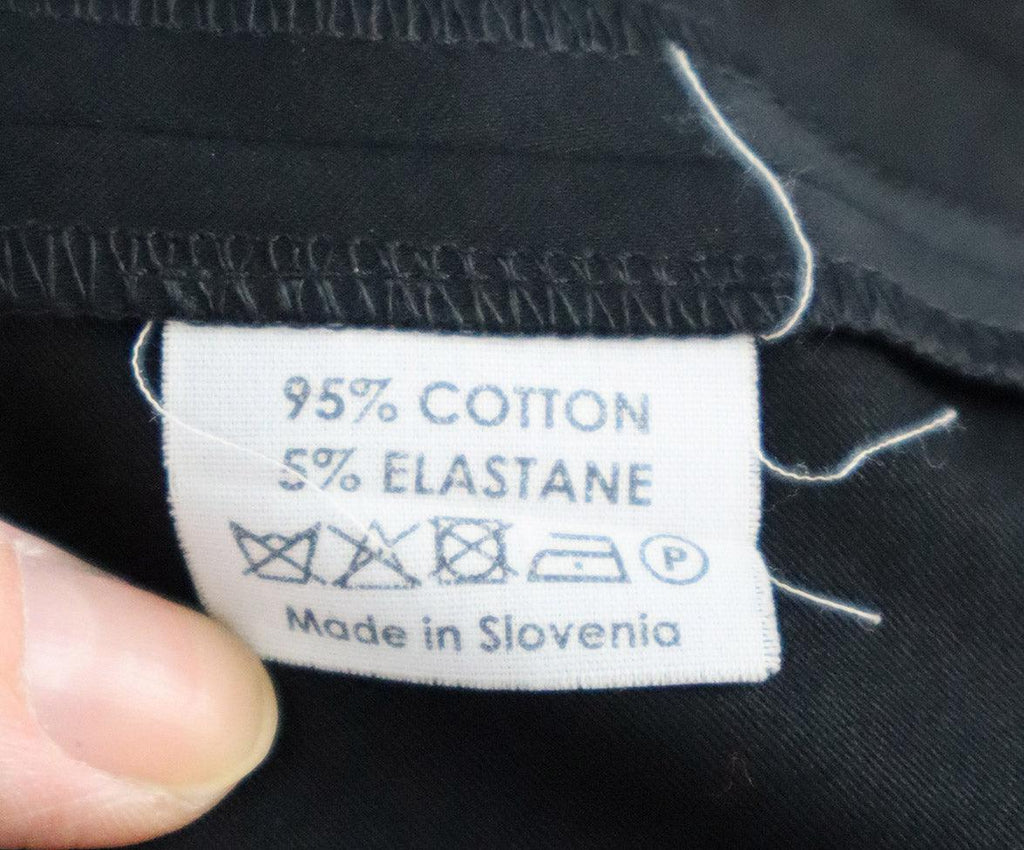 95% COTTON
5% ELASTANE
P
Made in Slovenia